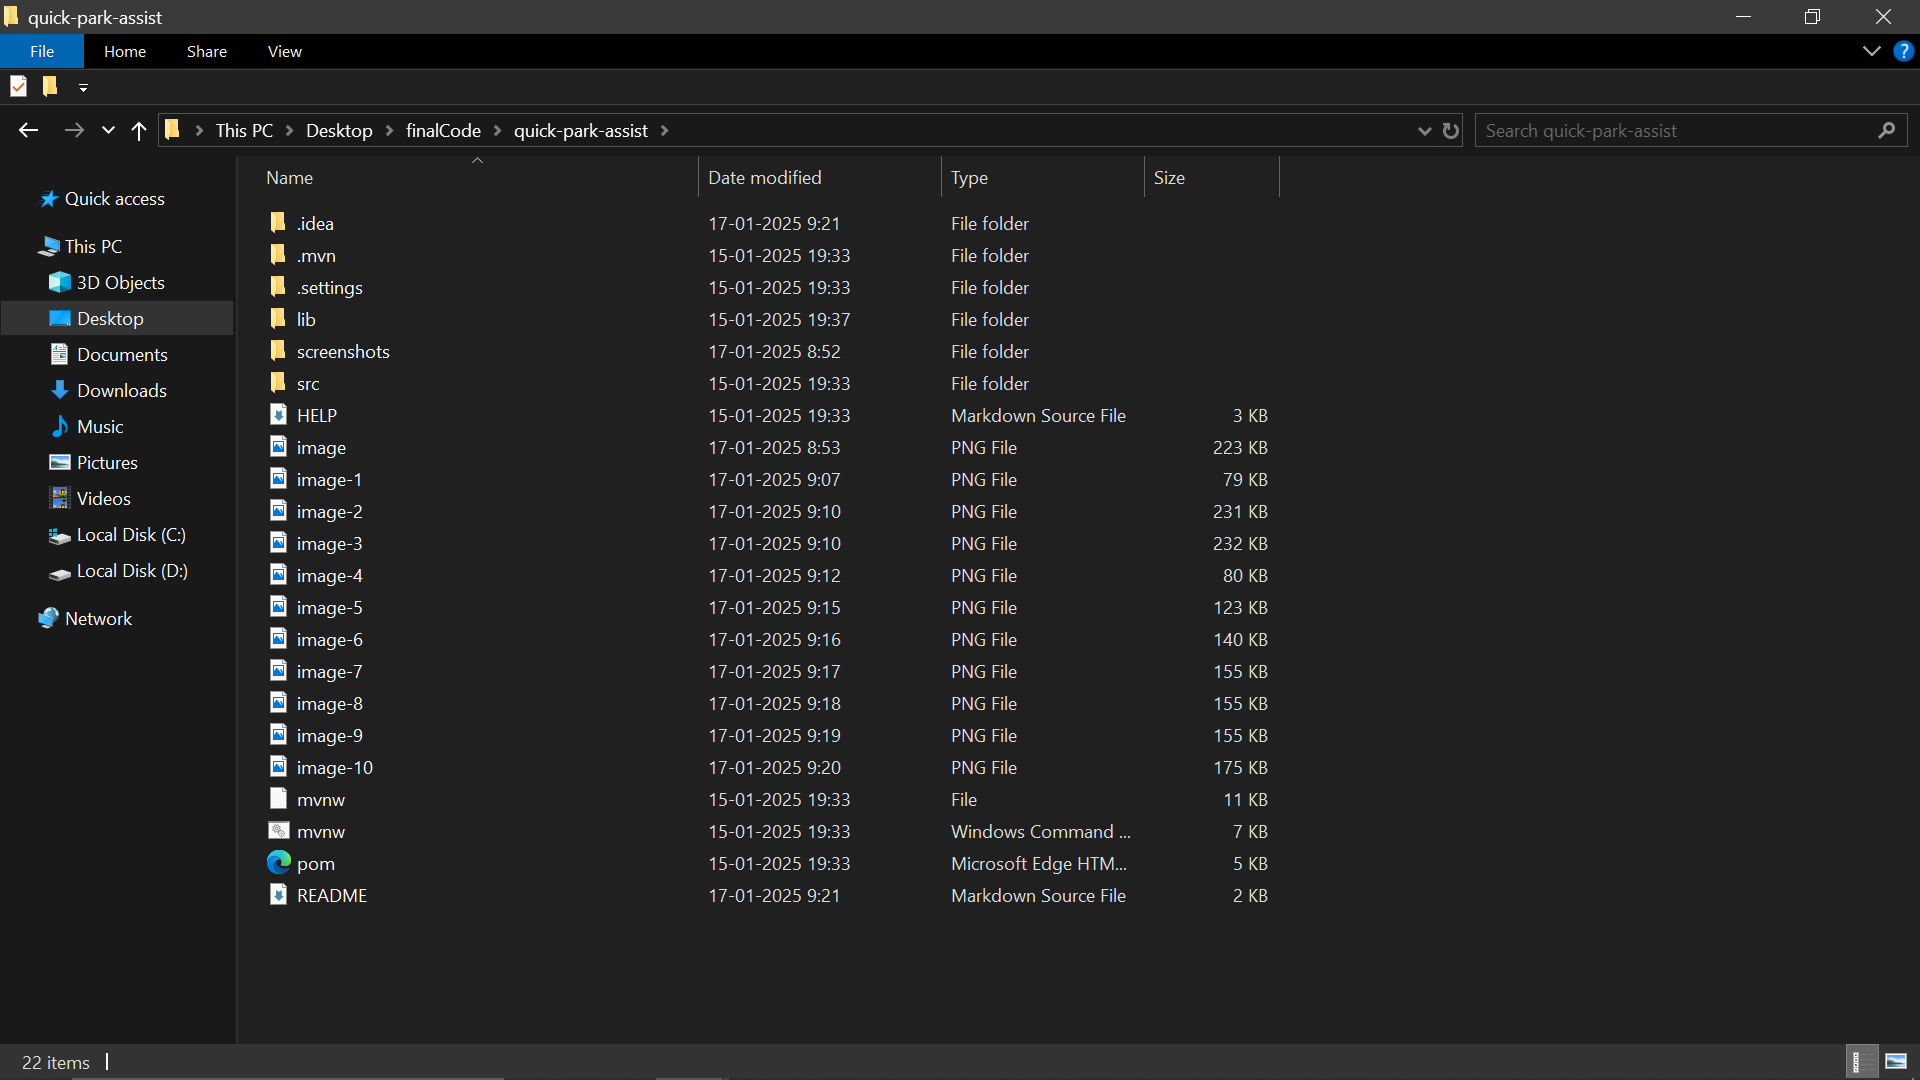 quick-park-assist
File Home Share View
This PC Desktop finalCode quick-park-assist
Search quick-park-assist
Quick access
This PC
3D Objects
Desktop
Documents
Downloads
Music
Pictures
Videos
Local Disk (C:)
Local Disk (D:)
Network
Name Date modified Type Size
.idea 17-01-2025 9:21 File folder
.mvn 15-01-2025 19:33 File folder
.settings 15-01-2025 19:33 File folder
lib 15-01-2025 19:37 File folder
screenshots 17-01-2025 8:52 File folder
src 15-01-2025 19:33 File folder
HELP 15-01-2025 19:33 Markdown Source File 3 KB
image 17-01-2025 8:53 PNG File 223 KB
image-1 17-01-2025 9:07 PNG File 79 KB
image-2 17-01-2025 9:10 PNG File 231 KB
image-3 17-01-2025 9:10 PNG File 232 KB
image-4 17-01-2025 9:12 PNG File 80 KB
image-5 17-01-2025 9:15 PNG File 123 KB
image-6 17-01-2025 9:16 PNG File 140 KB
image-7 17-01-2025 9:17 PNG File 155 KB
image-8 17-01-2025 9:18 PNG File 155 KB
image-9 17-01-2025 9:19 PNG File 155 KB
image-10 17-01-2025 9:20 PNG File 175 KB
mvnw 15-01-2025 19:33 File 11 KB
mvnw 15-01-2025 19:33 Windows Command ... 7 KB
pom 15-01-2025 19:33 Microsoft Edge HTM... 5 KB
README 17-01-2025 9:21 Markdown Source File 2 KB
22 items